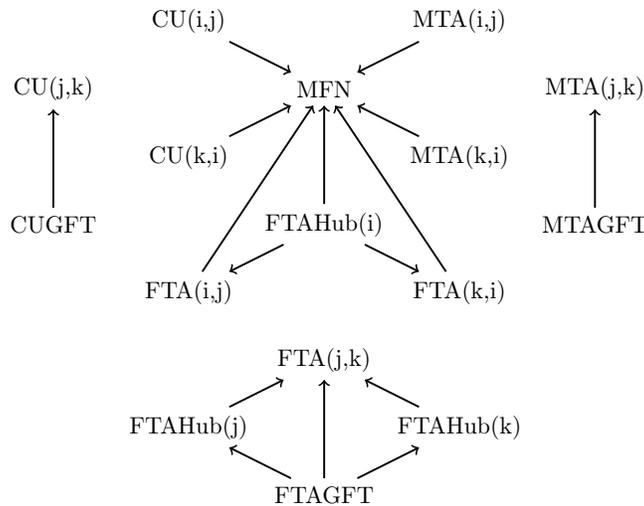 CU(i,j)
MTA(i,j)
CU(j,k)
MFN
MTA(j,k)
CU(k,i)
MTA(k,i)
CUGFT
FTAHub(i)
MTAGFT
FTA(i,j)
FTA(k,i)
FTA(j,k)
FTAHub(j)
FTAHub(k)
FTAGFT